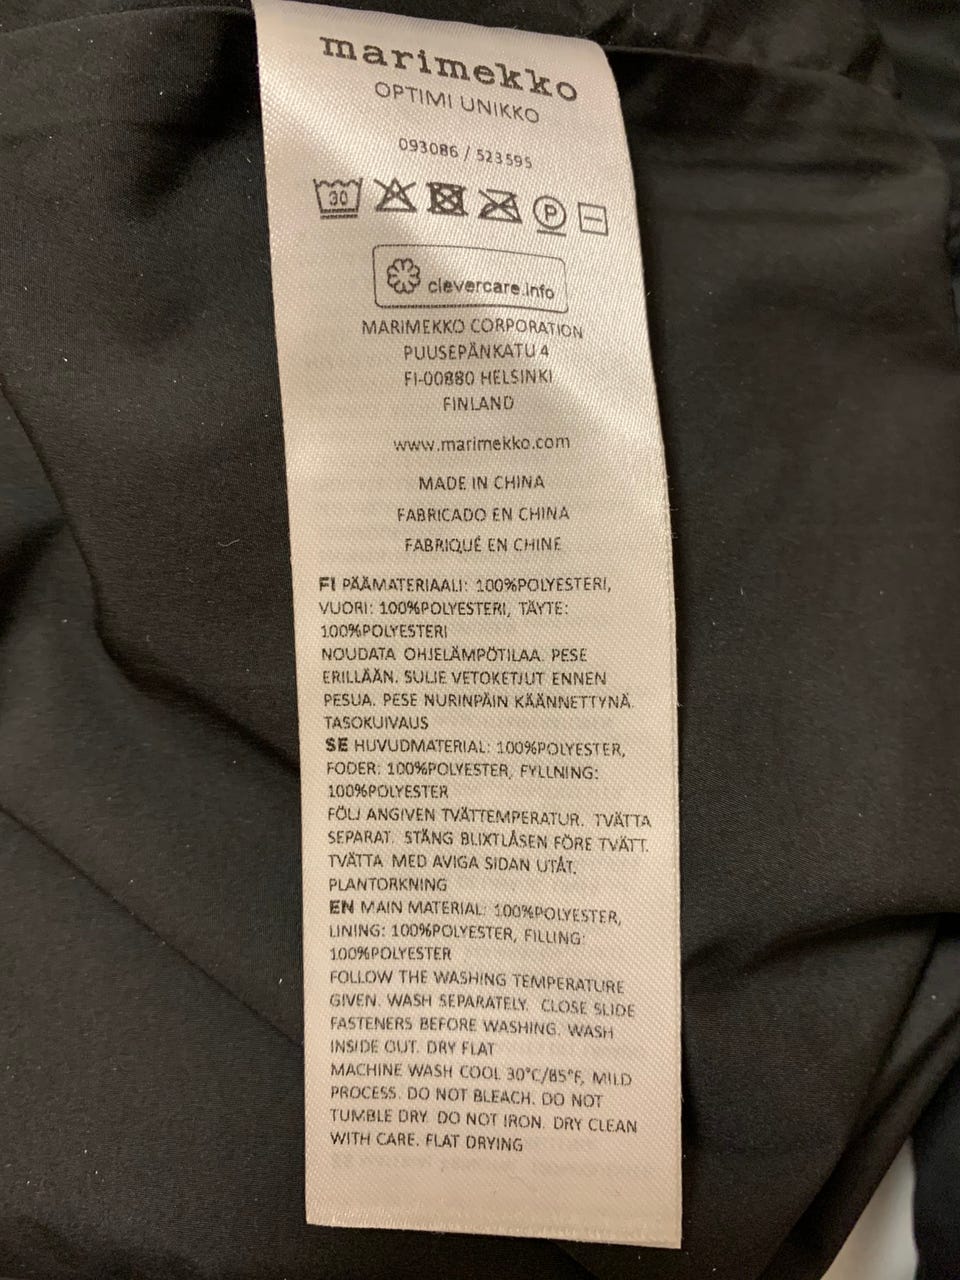 marimekko
OPTIMI UNIKKO
093086 / 523595
30 P
clevercare.info
MARIMEKKO CORPORATION
PUUSEPÄNKATU 4
FI-00880 HELSINKI
FINLAND
www.marimekko.com
MADE IN CHINA
FABRICADO EN CHINA
FABRIQUÉ EN CHINE
FI PÄÄMATERIAALI: 100%POLYESTERI,
VUORI: 100%POLYESTERI, TÄYTE:
100%POLYESTERI
NOUDATA OHJELÄMPÖTILAA. PESE
ERILLÄÄN. SULJE VETOKETJUT ENNEN
PESUA. PESE NURINPÄIN KÄÄNNETTYNÄ.
TASOKUIVAUS
SE HUVUDMATERIAL: 100%POLYESTER,
FODER: 100%POLYESTER, FYLLNING:
100%POLYESTER
FÖLJ ANGIVEN TVÄTTEMPERATUR. TVÄTTA
SEPARAT. STÄNG BLIXTLÅSEN FÖRE TVÄTT.
TVÄTTA MED AVIGA SIDAN UTÅT.
PLANTORKNING
EN MAIN MATERIAL: 100%POLYESTER,
LINING: 100%POLYESTER, FILLING:
100%POLYESTER
FOLLOW THE WASHING TEMPERATURE
GIVEN. WASH SEPARATELY. CLOSE SLIDE
FASTENERS BEFORE WASHING. WASH
INSIDE OUT. DRY FLAT
MACHINE WASH COOL 30°C/85°F, MILD
PROCESS. DO NOT BLEACH. DO NOT
TUMBLE DRY. DO NOT IRON. DRY CLEAN
WITH CARE. FLAT DRYING